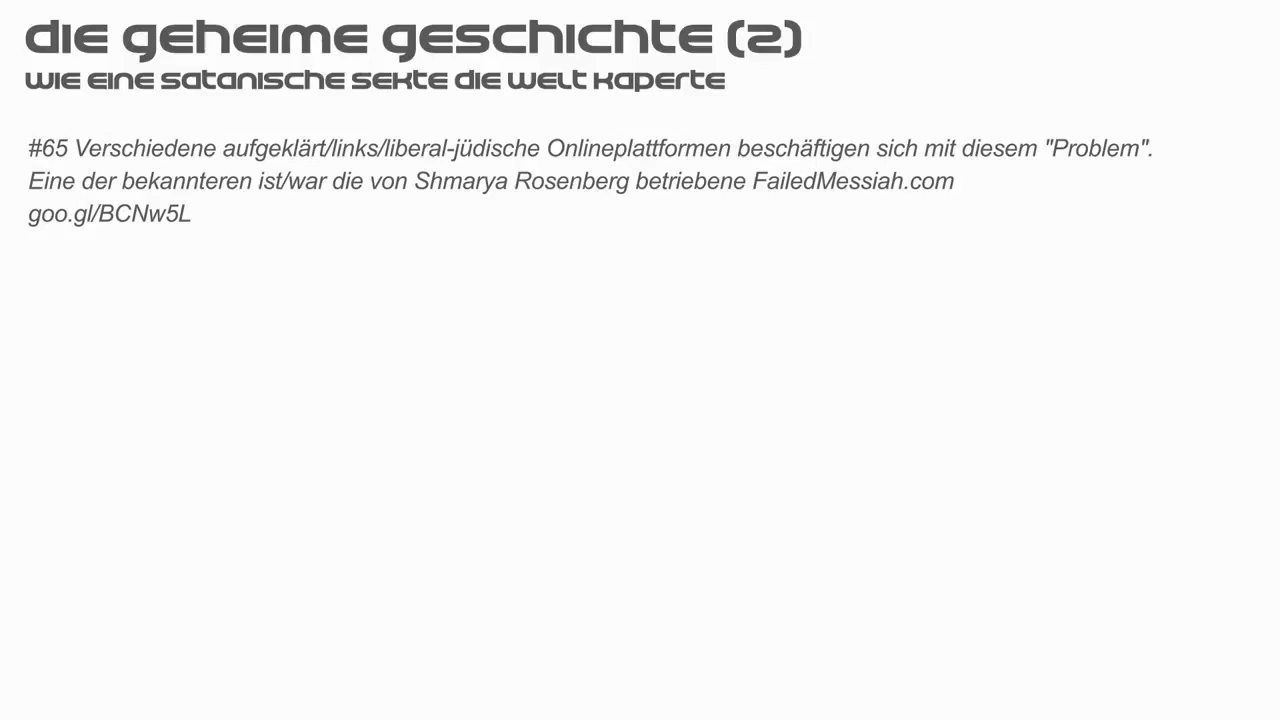 die geheime geschichte (2)
wie eine satanische sekte die welt kaperte
#65 Verschiedene aufgeklärt/links/liberal-jüdische Onlineplattformen beschäftigen sich mit diesem "Problem".
Eine der bekannteren ist/war die von Shmarya Rosenberg betriebene FailedMessiah.com
goo.gl/BCNw5L